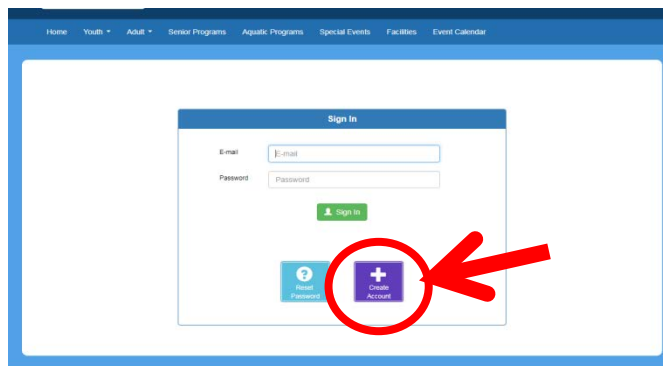 Home Youth Adult Senior Programs Aquatic Programs Special Events Facilities Event Calendar
Sign In
E-mail E-mail
Password Password
Sign In
Reset Create
Password Account